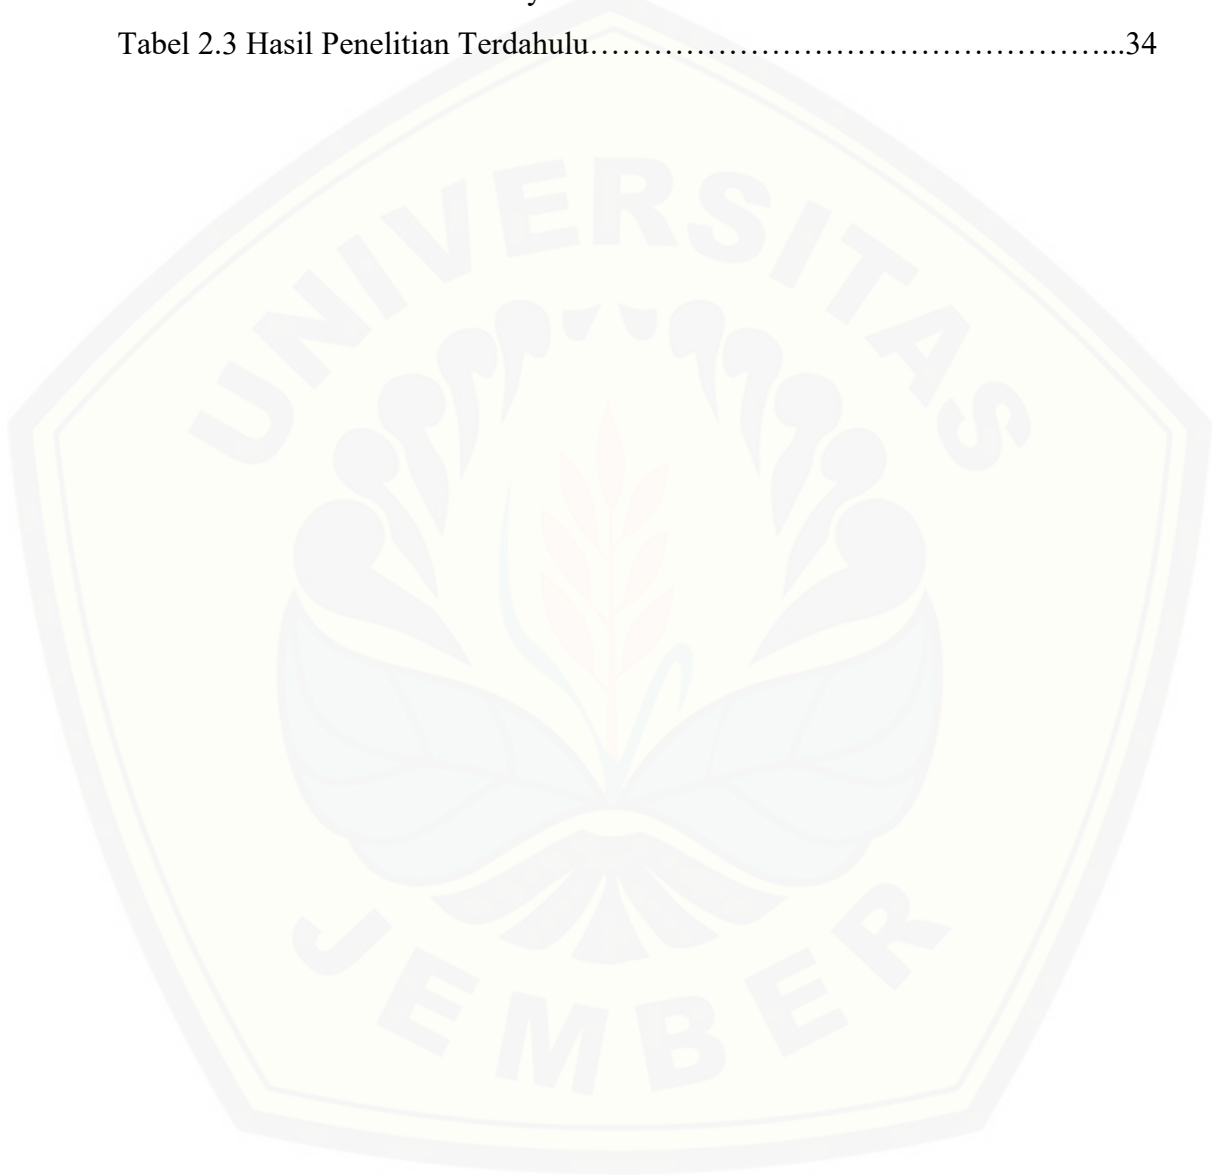 Tabel 2.3 Hasil Penelitian Terdahulu…………………………………………...34
UNIVERSITAS
JEMBER